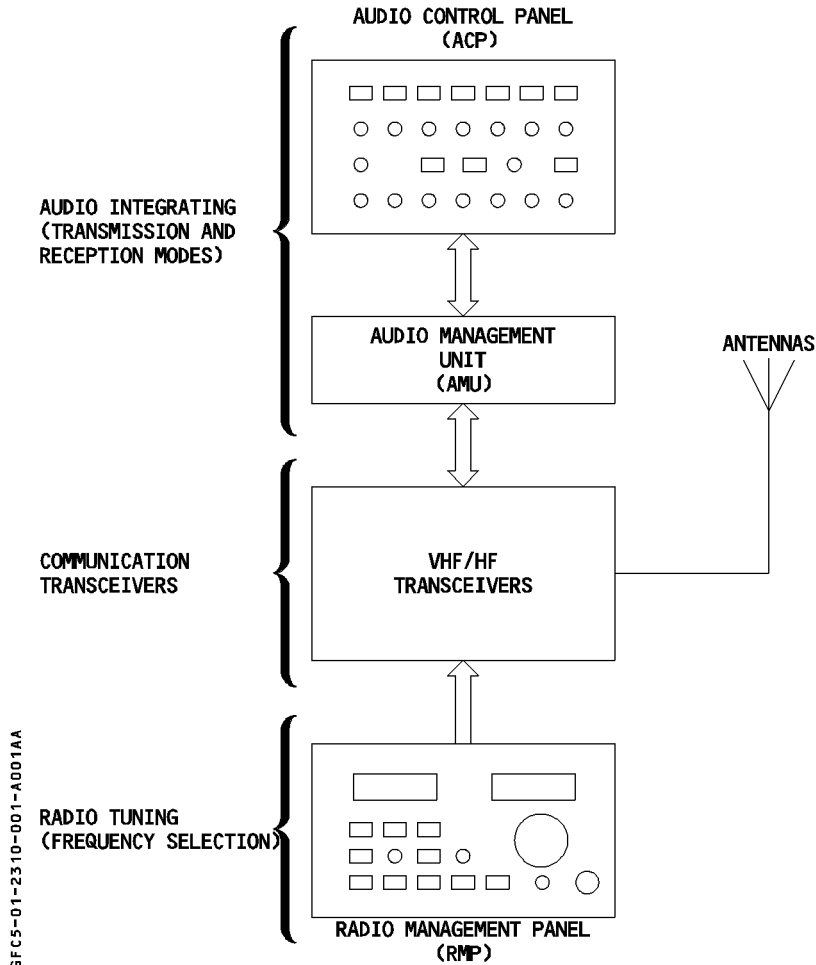 AUDIO CONTROL PANEL
(ACP)
AUDIO INTEGRATING
(TRANSMISSION AND
RECEPTION MODES)
AUDIO MANAGEMENT
UNIT
(AMU)
ANTENNAS
COMMUNICATION
TRANSCEIVERS
VHF/HF
TRANSCEIVERS
RADIO TUNING
(FREQUENCY SELECTION)
RADIO MANAGEMENT PANEL
(RMP)
SFC5-01-2310-001-A001AA